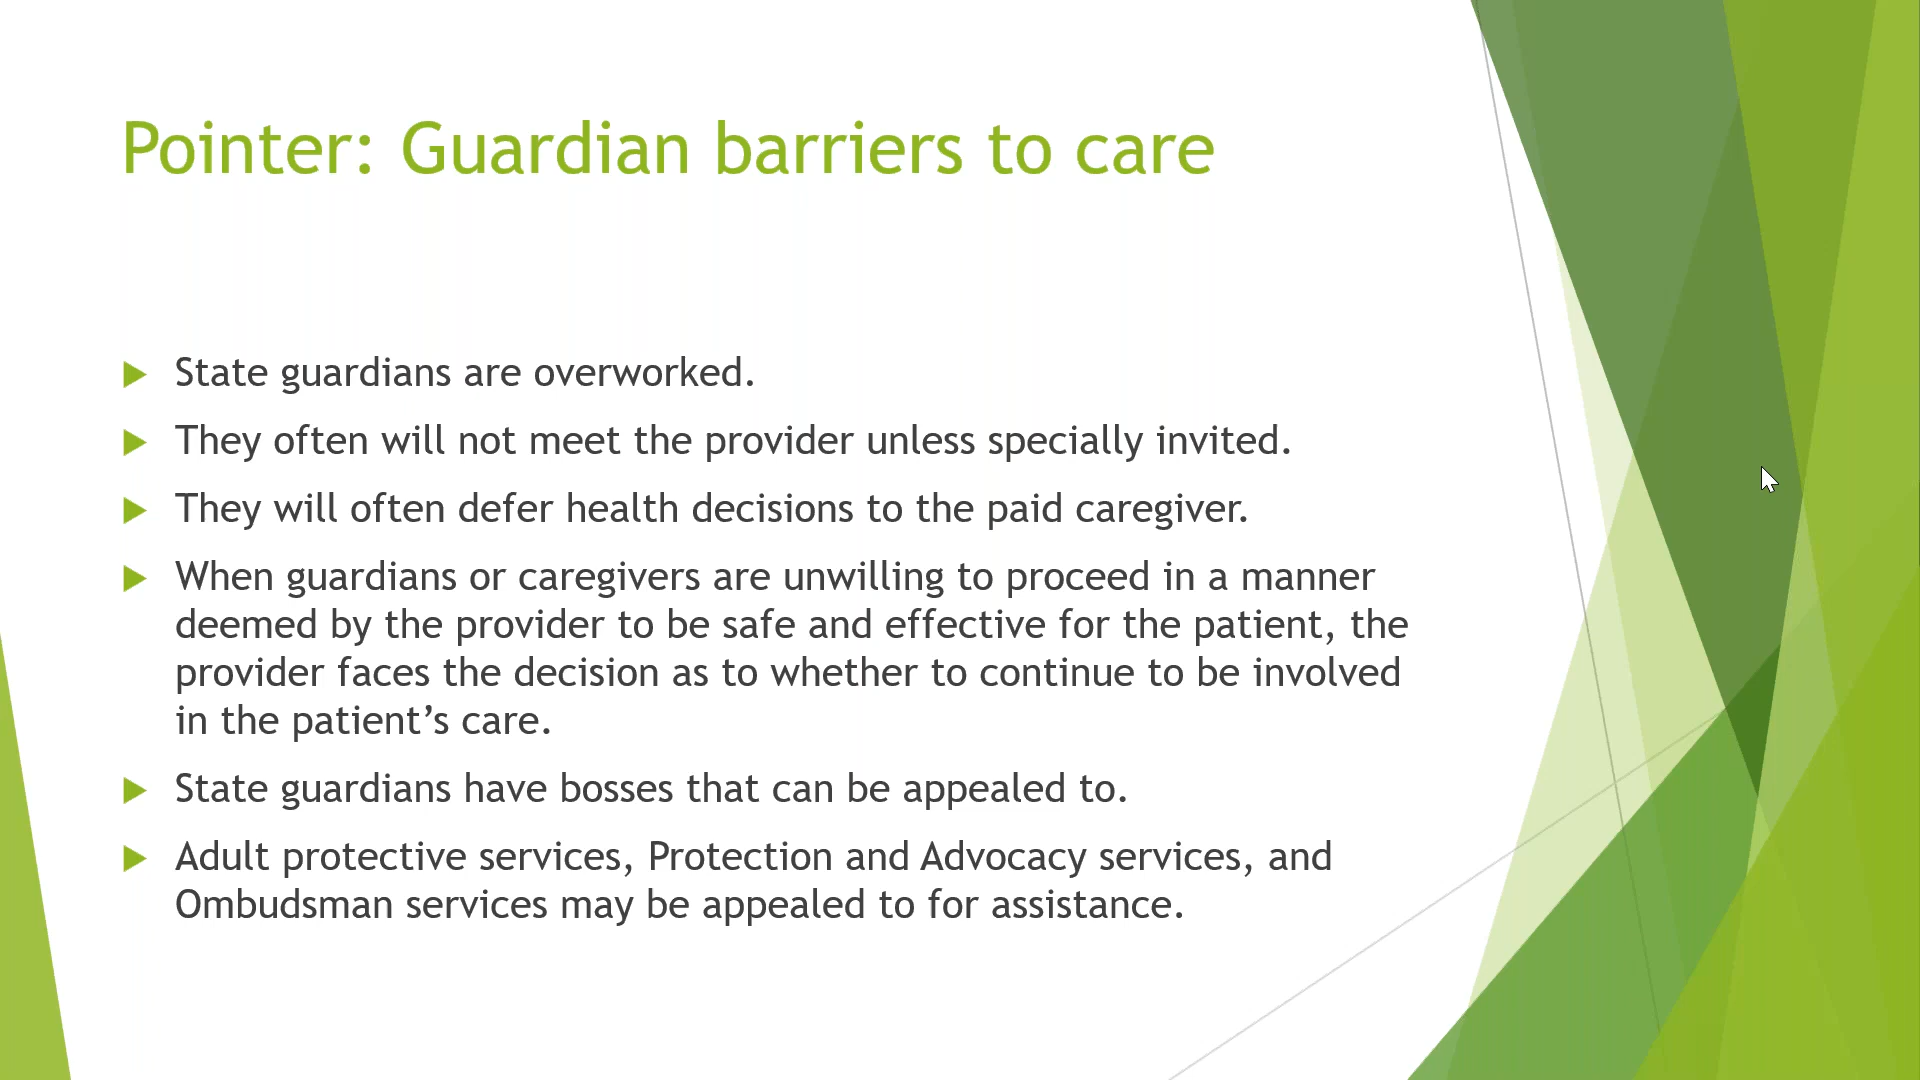 Pointer: Guardian barriers to care
State guardians are overworked.
They often will not meet the provider unless specially invited.
They will often defer health decisions to the paid caregiver.
When guardians or caregivers are unwilling to proceed in a manner
deemed by the provider to be safe and effective for the patient, the
provider faces the decision as to whether to continue to be involved
in the patient’s care.
State guardians have bosses that can be appealed to.
Adult protective services, Protection and Advocacy services, and
Ombudsman services may be appealed to for assistance.